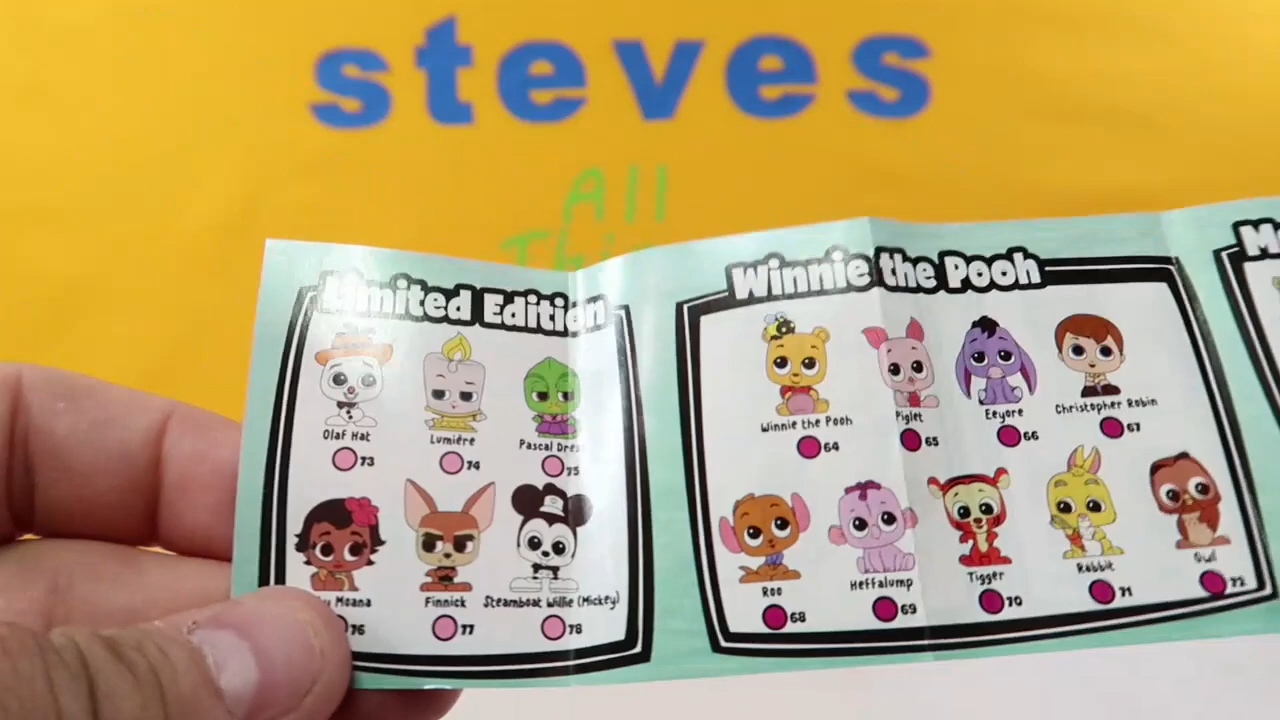 steves
All
Limited Edition
Olaf Hat
73
Lumiére
74
Pascal
75
Moana
76
Finnick
77
Steamboat Willie (Mickey)
78
Winnie the Pooh
Winnie the Pooh
64
Piglet
65
Eeyore
66
Christopher Robin
67
Roo
68
Heffalump
69
Tigger
70
Rabbit
71
Owl
72